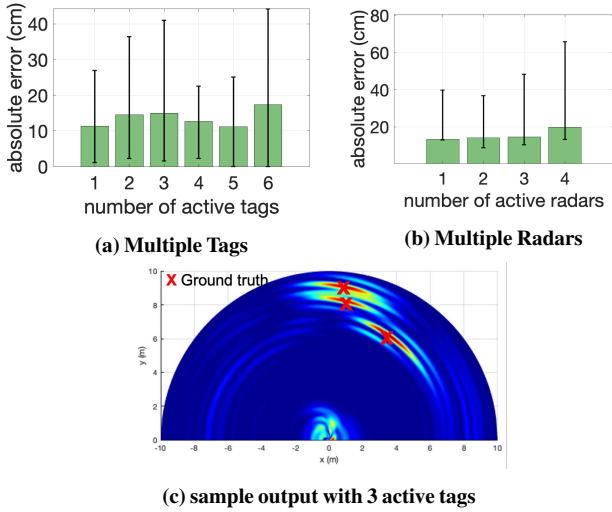 absolute error (cm)
40
30
20
10
0
1 2 3 4 5 6
number of active tags
(a) Multiple Tags
absolute error (cm)
80
60
40
20
1 2 3 4
number of active radars
(b) Multiple Radars
X Ground truth
10
8
6
4
2
0
y (m)
-10 -8 -6 -4 -2 0 2 4 6 8 10
x (m)
(c) sample output with 3 active tags